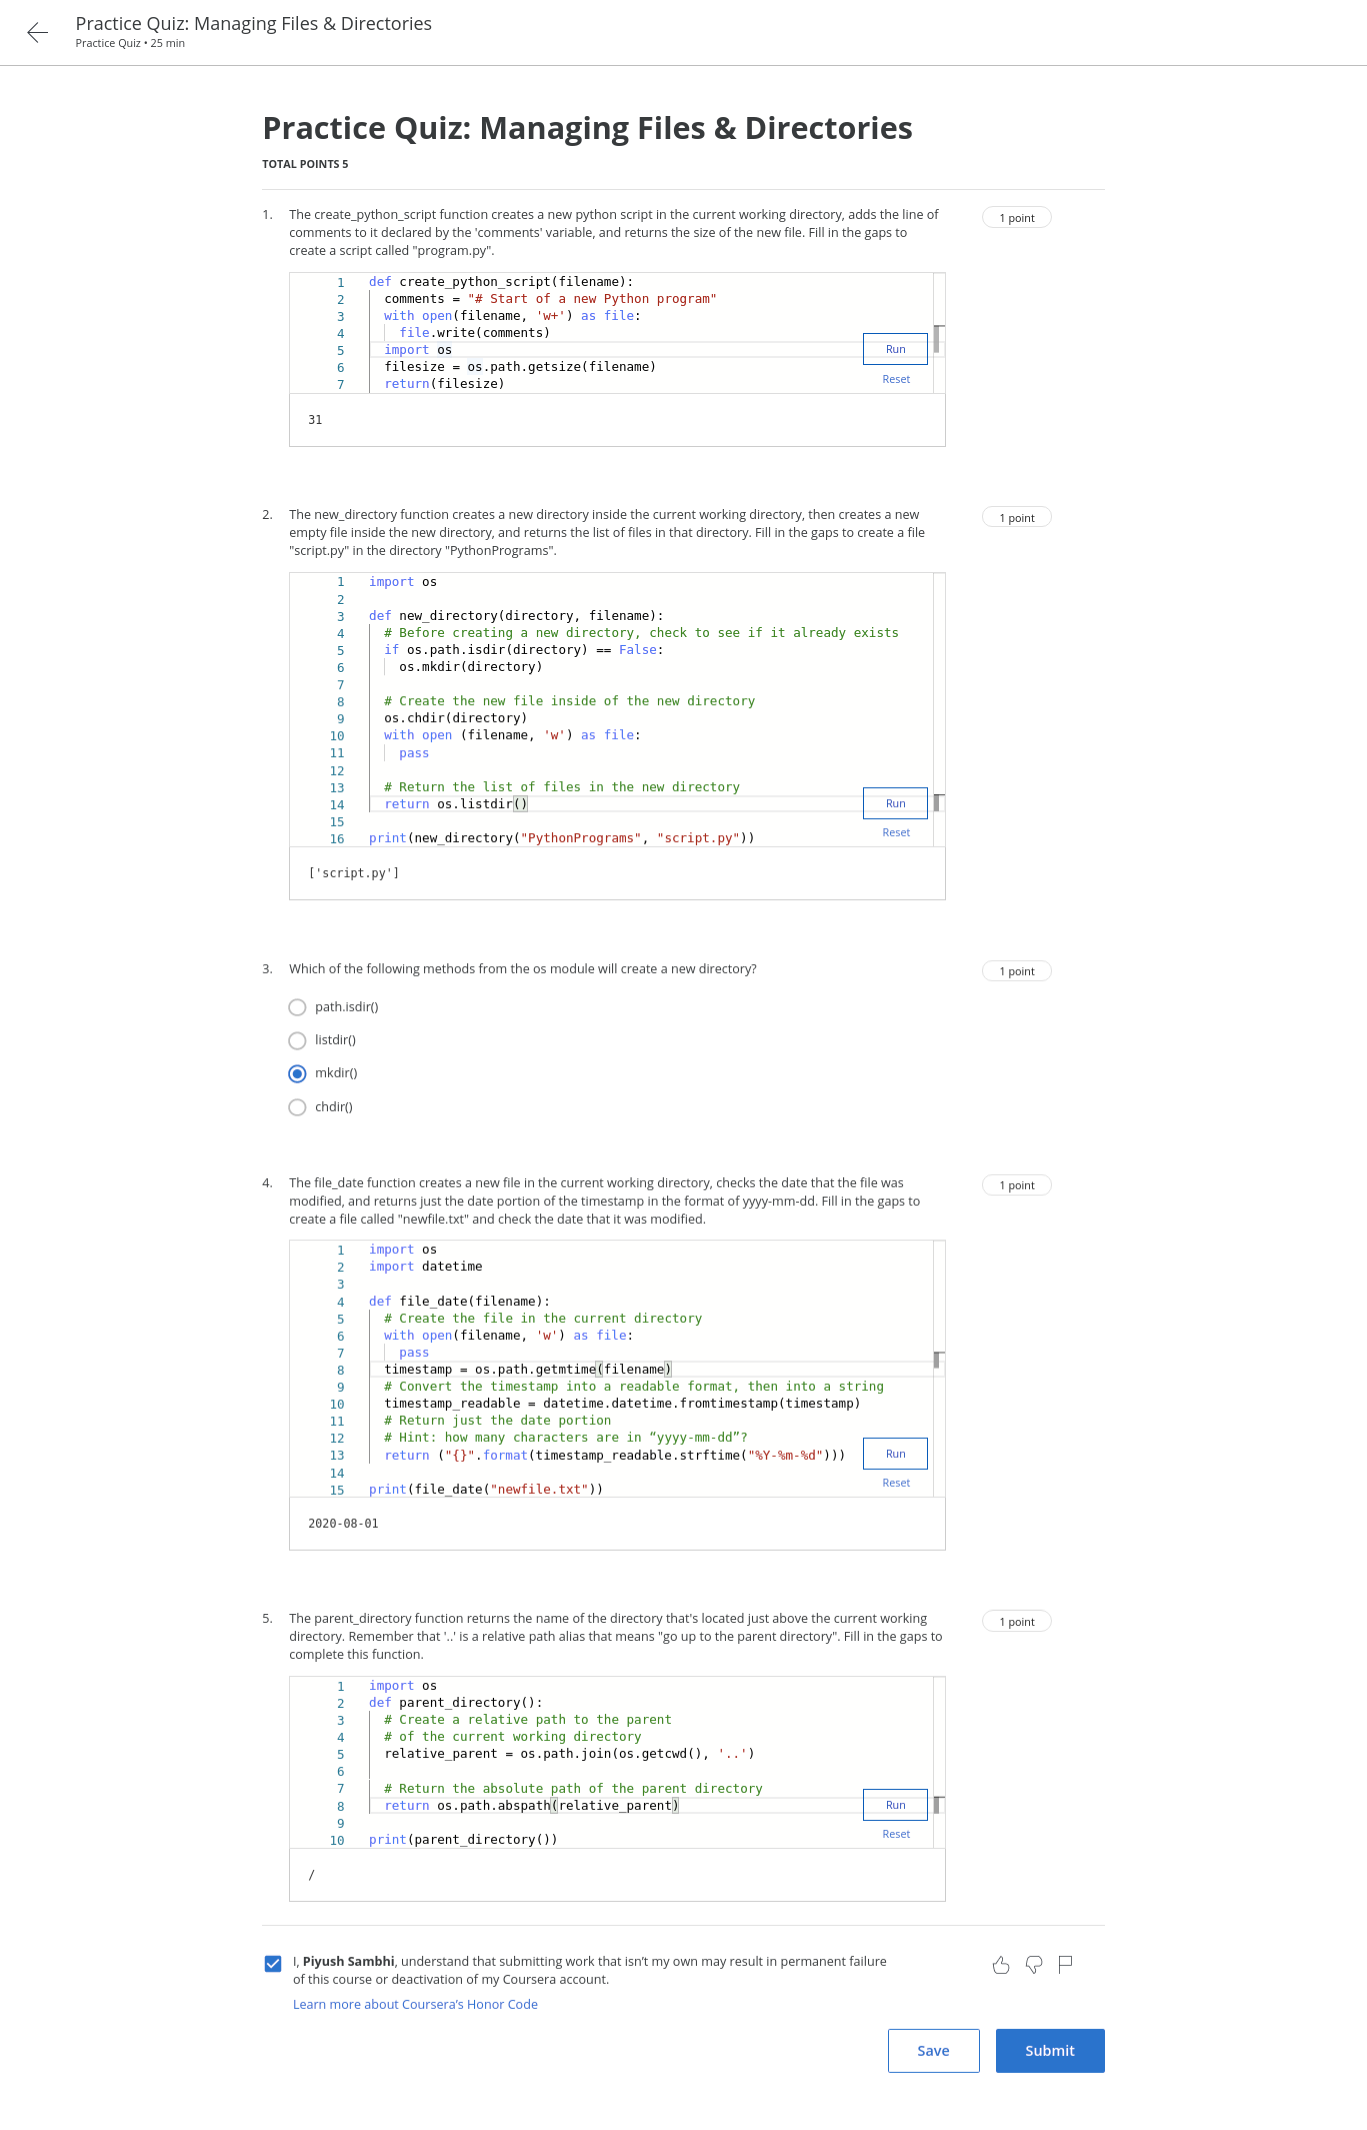 Practice Quiz: Managing Files & Directories
Practice Quiz • 25 min
Practice Quiz: Managing Files & Directories
TOTAL POINTS 5
1. The create_python_script function creates a new python script in the current working directory, adds the line of
comments to it declared by the 'comments' variable, and returns the size of the new file. Fill in the gaps to
create a script called "program.py".
1 point
1 def create_python_script(filename):
2   comments = "# Start of a new Python program"
3   with open(filename, 'w+') as file:
4     file.write(comments)
5   import os
6   filesize = os.path.getsize(filename)
7   return(filesize)
Run
Reset
31
2. The new_directory function creates a new directory inside the current working directory, then creates a new
empty file inside the new directory, and returns the list of files in that directory. Fill in the gaps to create a file
"script.py" in the directory "PythonPrograms".
1 point
1 import os
2
3 def new_directory(directory, filename):
4   # Before creating a new directory, check to see if it already exists
5   if os.path.isdir(directory) == False:
6     os.mkdir(directory)
7
8   # Create the new file inside of the new directory
9   os.chdir(directory)
10   with open (filename, 'w') as file:
11     pass
12
13   # Return the list of files in the new directory
14   return os.listdir()
15
16 print(new_directory("PythonPrograms", "script.py"))
Run
Reset
['script.py']
3. Which of the following methods from the os module will create a new directory?
1 point
path.isdir()
listdir()
mkdir()
chdir()
4. The file_date function creates a new file in the current working directory, checks the date that the file was
modified, and returns just the date portion of the timestamp in the format of yyyy-mm-dd. Fill in the gaps to
create a file called "newfile.txt" and check the date that it was modified.
1 point
1 import os
2 import datetime
3
4 def file_date(filename):
5   # Create the file in the current directory
6   with open(filename, 'w') as file:
7     pass
8   timestamp = os.path.getmtime(filename)
9   # Convert the timestamp into a readable format, then into a string
10   timestamp_readable = datetime.datetime.fromtimestamp(timestamp)
11   # Return just the date portion
12   # Hint: how many characters are in “yyyy-mm-dd”?
13   return ("{}".format(timestamp_readable.strftime("%Y-%m-%d")))
14
15 print(file_date("newfile.txt"))
Run
Reset
2020-08-01
5. The parent_directory function returns the name of the directory that's located just above the current working
directory. Remember that '..' is a relative path alias that means "go up to the parent directory". Fill in the gaps to
complete this function.
1 point
1 import os
2 def parent_directory():
3   # Create a relative path to the parent
4   # of the current working directory
5   relative_parent = os.path.join(os.getcwd(), '..')
6
7   # Return the absolute path of the parent directory
8   return os.path.abspath(relative_parent)
9
10 print(parent_directory())
Run
Reset
/
I, Piyush Sambhi, understand that submitting work that isn’t my own may result in permanent failure
of this course or deactivation of my Coursera account.
Learn more about Coursera’s Honor Code
Save
Submit